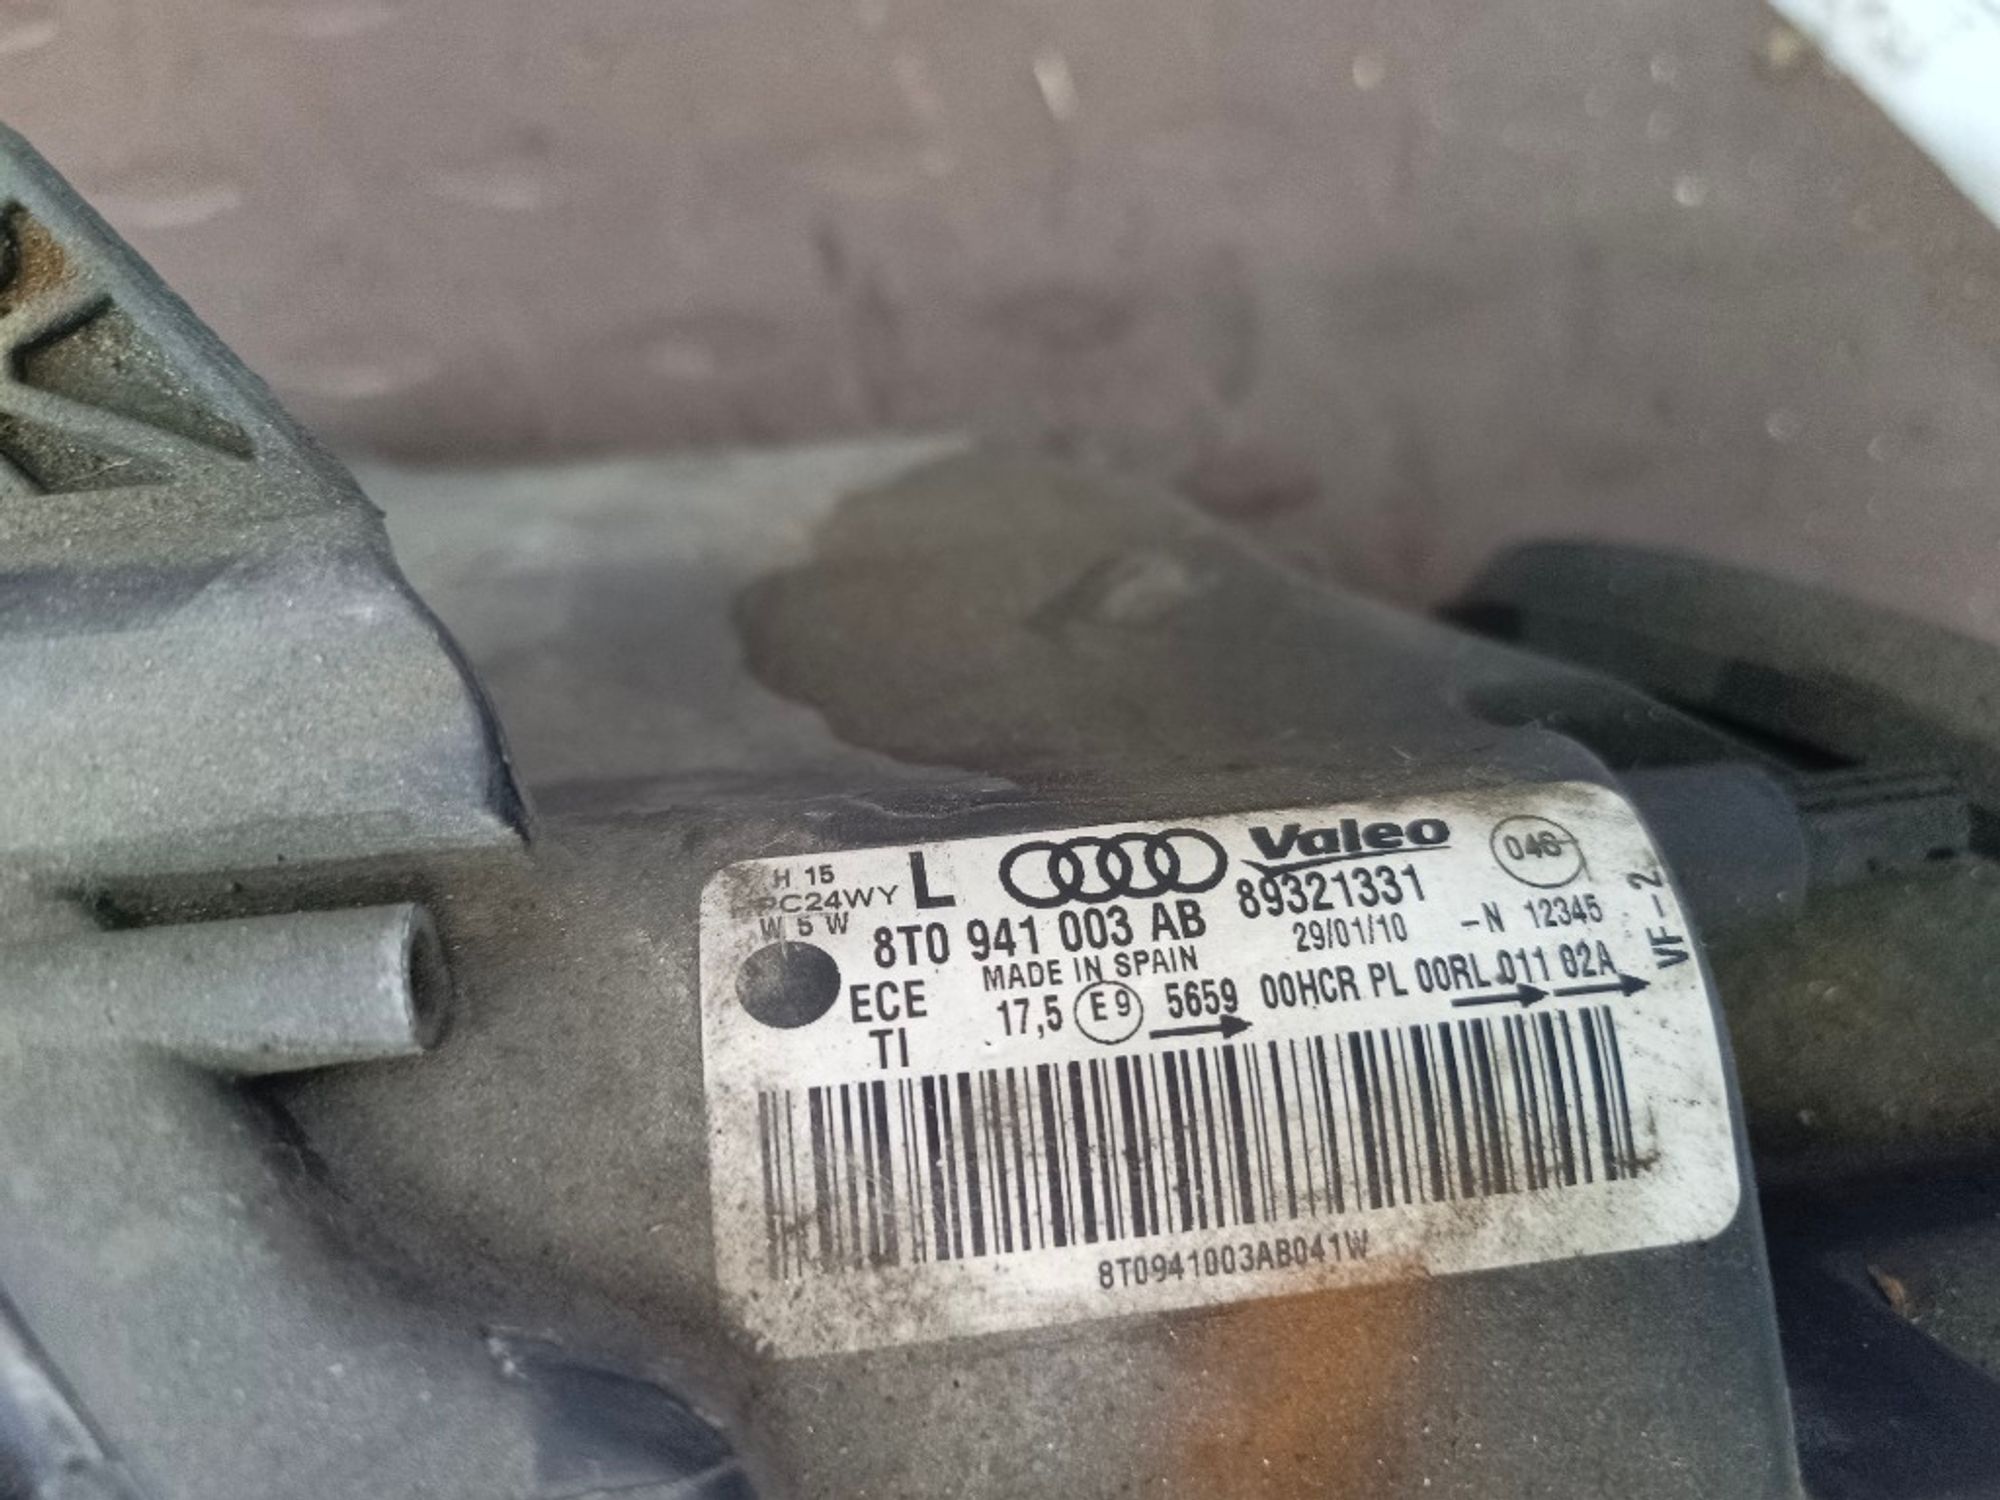 H 15
PC24WY
W 5 W
L
Valeo
89321331
8T0 941 003 AB
29/01/10
-N 12345
VF-2
MADE IN SPAIN
ECE
TI
17,5 E9 5659 00HCR PL 00RL 011 02A
8T0941003AB041W